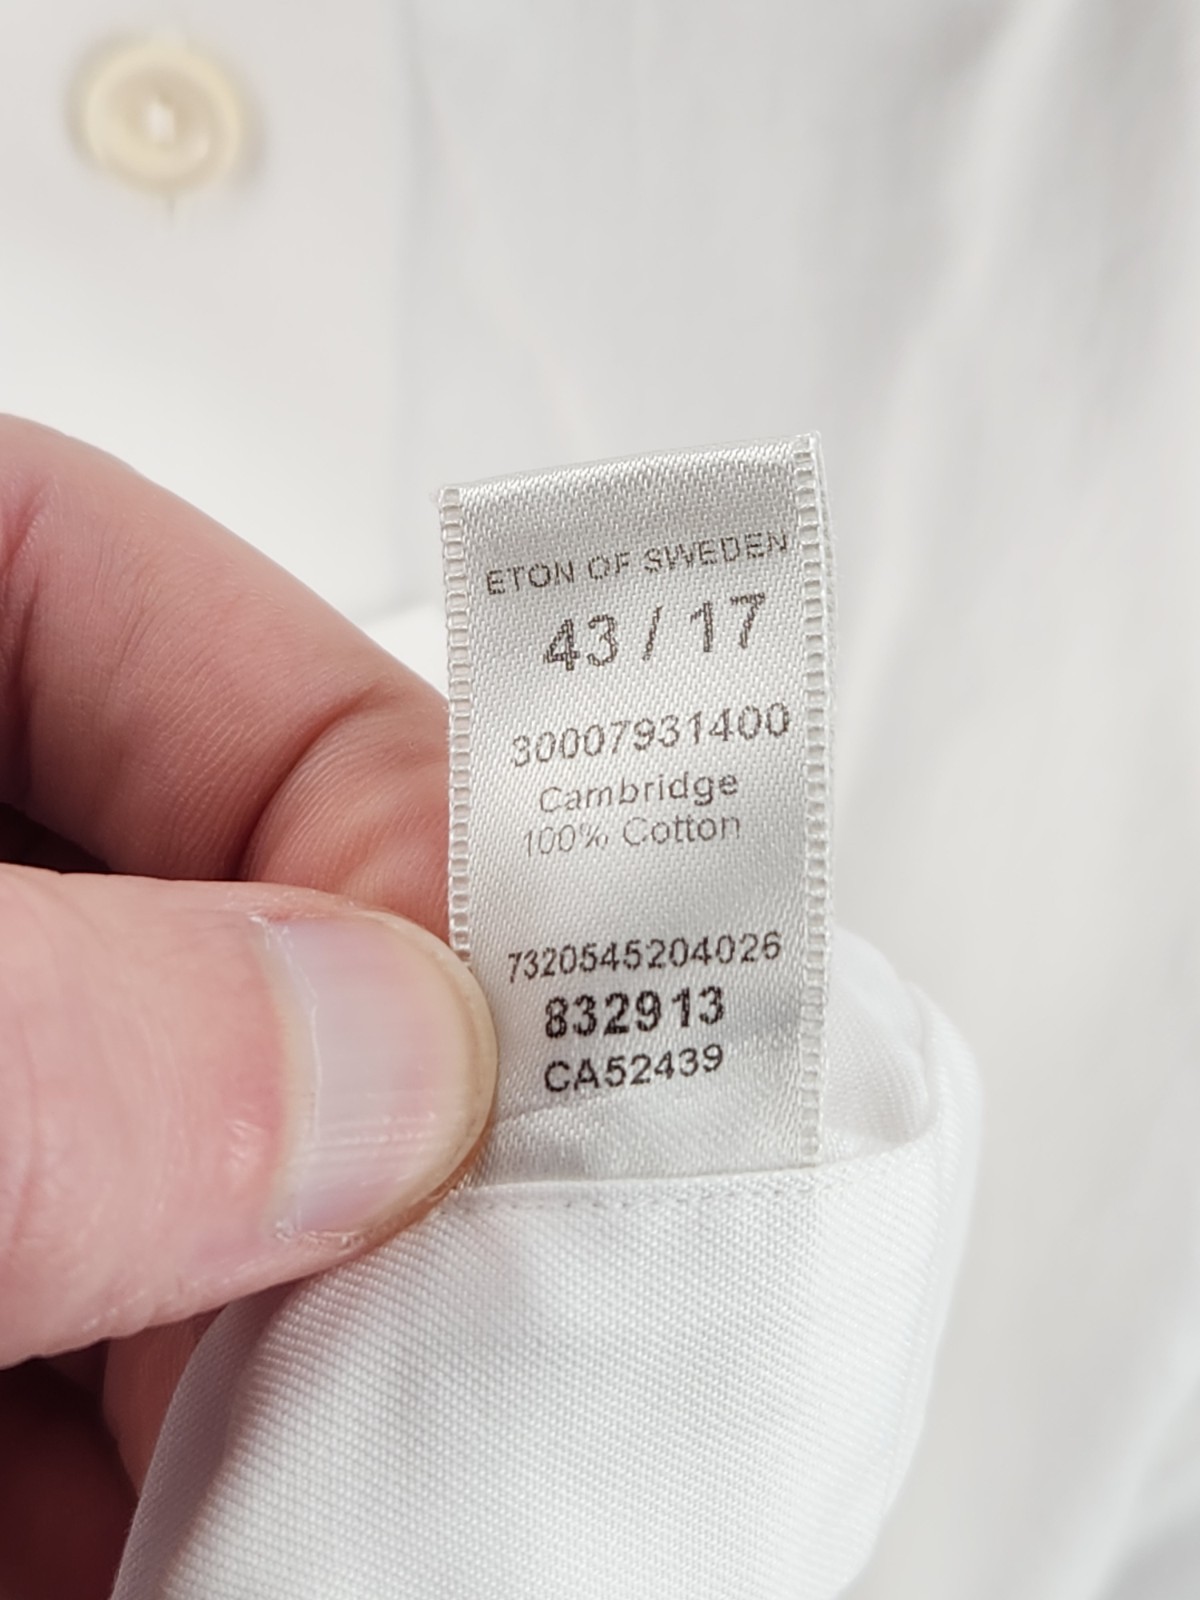 ETON OF SWEDEN
43 / 17
30007931400
Cambridge
100% Cotton
7320545204026
832913
CA52439